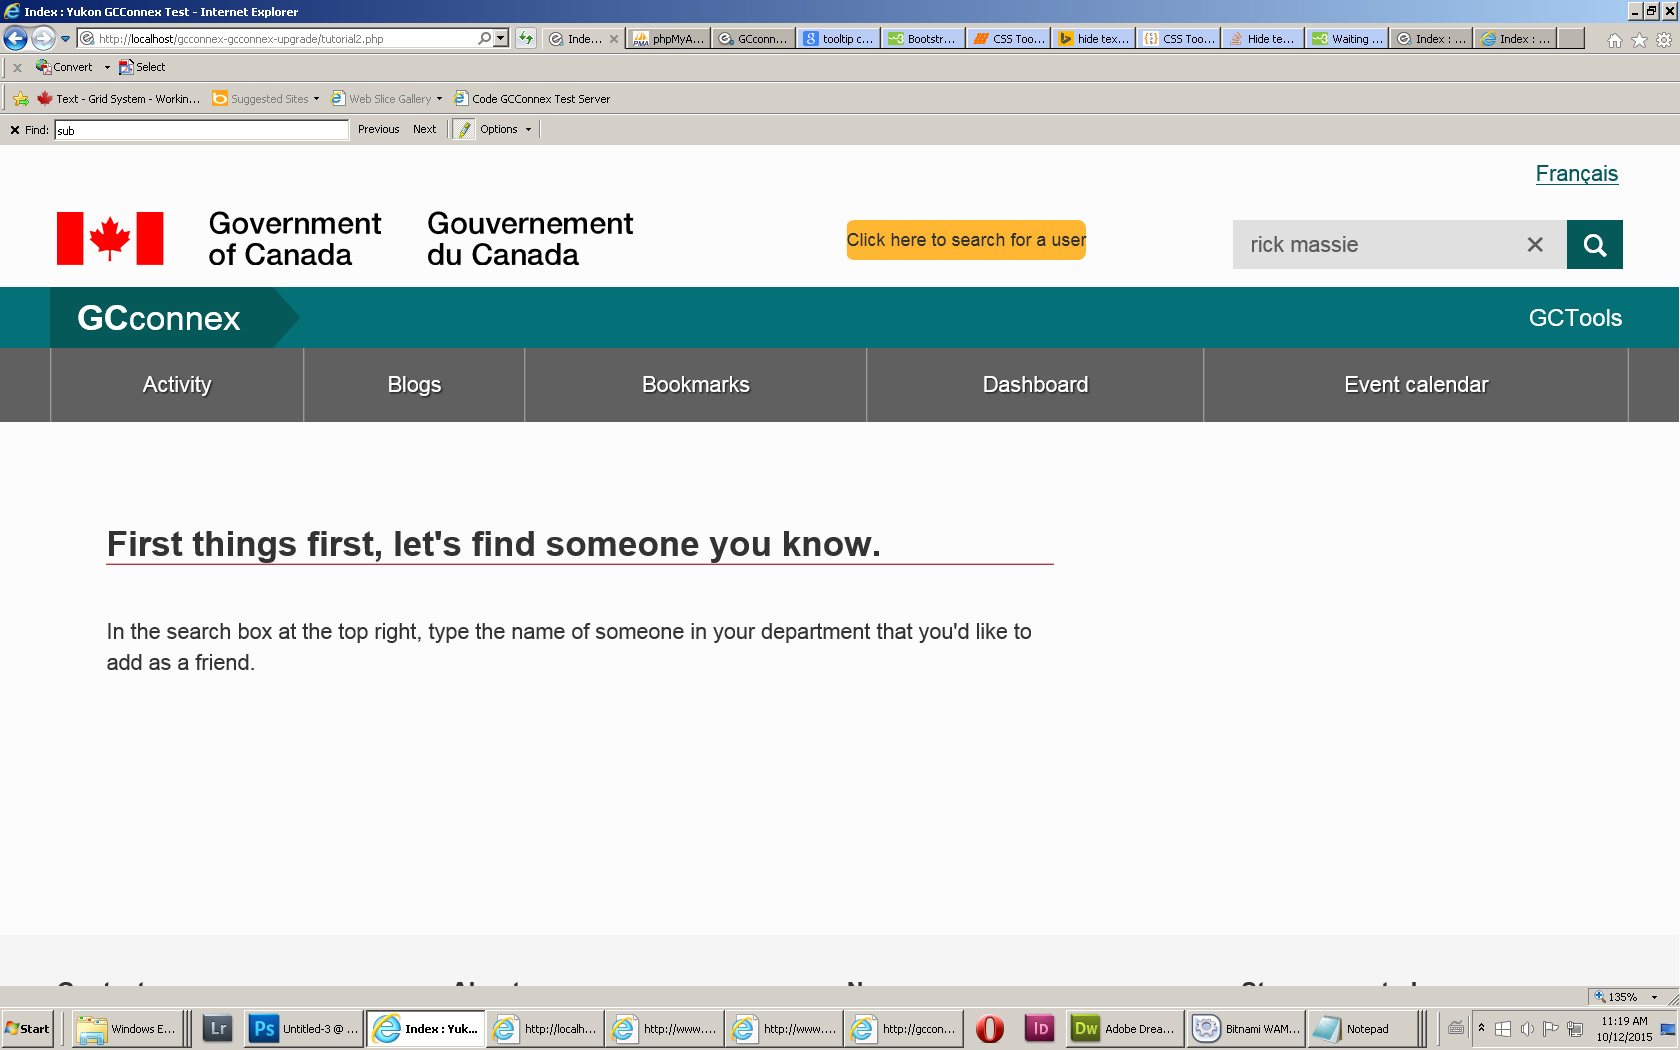 Index : Yukon GCConnex Test - Internet Explorer
http://localhost/gcconnex-gcconnex-upgrade/tutorial2.php
Inde...
phpMyA...
GCconn...
tooltip c...
Bootstr...
CSS Too...
hide tex...
CSS Too...
Hide te...
Waiting ...
Index : ...
Index : ...
Convert
Select
Text - Grid System - Workin...
Suggested Sites
Web Slice Gallery
Code GCConnex Test Server
Find: sub
Previous
Next
Options
Français
Government of Canada
Gouvernement du Canada
Click here to search for a user
rick massie
GCconnex
GCTools
Activity
Blogs
Bookmarks
Dashboard
Event calendar
First things first, let's find someone you know.
In the search box at the top right, type the name of someone in your department that you'd like to
add as a friend.
135%
Start
Windows E...
Lr
Ps
Untitled-3 @ ...
Index : Yuk...
http://localh...
http://www....
http://www....
http://gccon...
Id
Dw
Adobe Drea...
Bitnami WAM...
Notepad
11:19 AM
10/12/2015